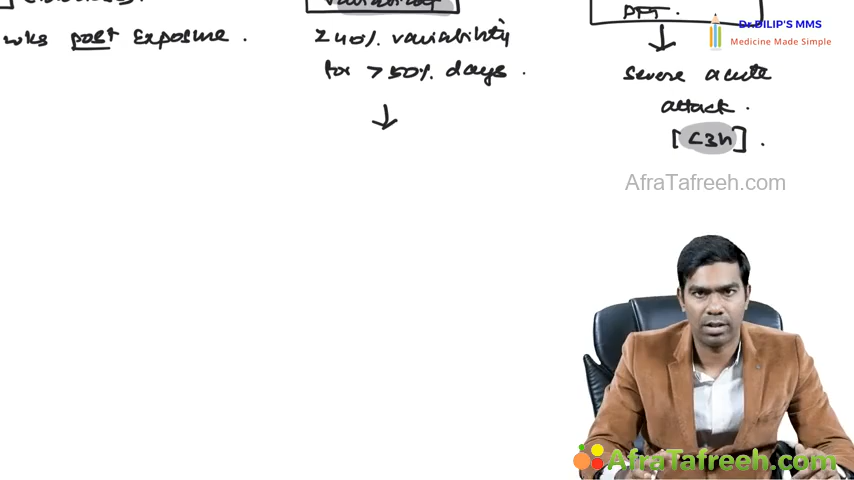 PPT.
Dr.DILIP'S MMS
Medicine Made Simple
wks post exposure.
≥ 40% variability
for > 50% days.
severe acute
attack.
[<3h].
AfraTafreeh.com
AfraTafreeh.com